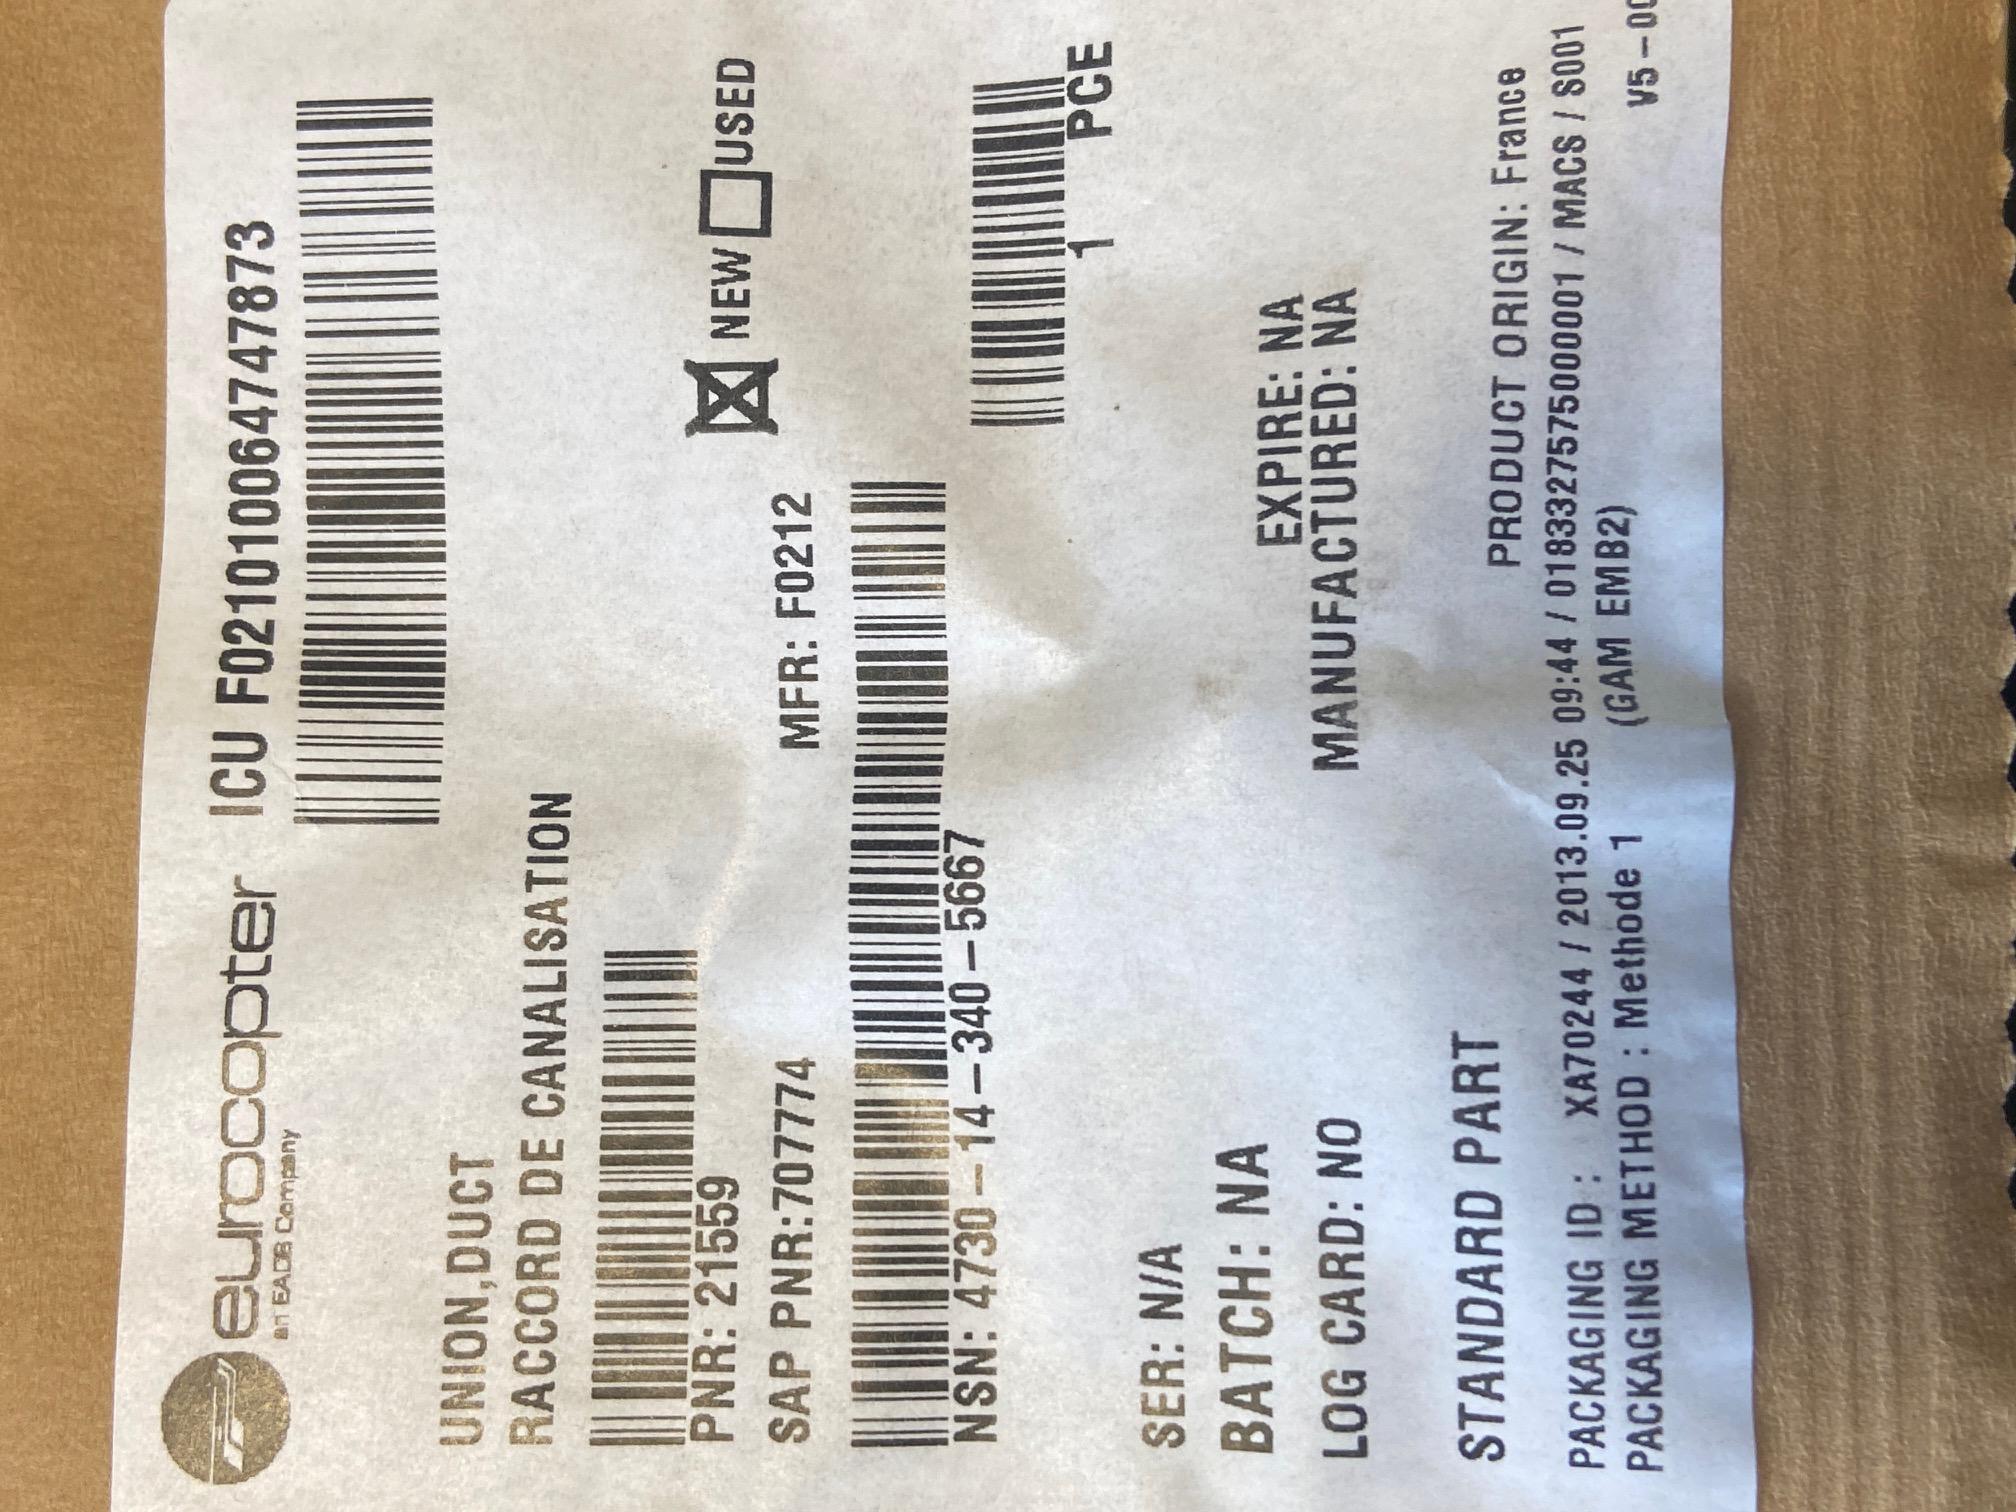 eurocopter ICU F021010064747873
an EADS Company
UNION,DUCT
RACCORD DE CANALISATION
NEW USED
PNR: 21559
SAP PNR:707774 MFR: F0212
NSN: 4730-14-340-5667
1 PCE
SER: N/A
BATCH: NA EXPIRE: NA
LOG CARD: NO MANUFACTURED: NA
STANDARD PART PRODUCT ORIGIN: France
PACKAGING ID: XA70244 / 2013.09.25 09:44 / 018332757500001 / MACS / S001
PACKAGING METHOD : Methode 1 (GAM EMB2)